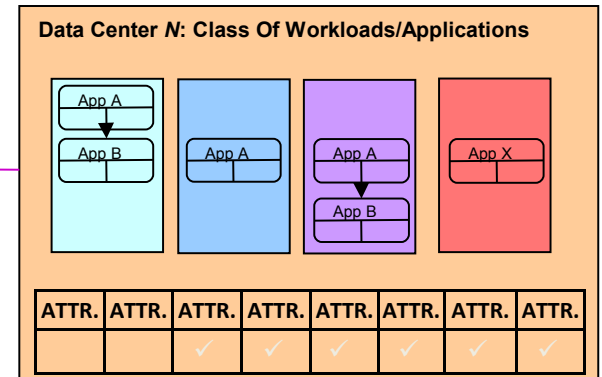 Data Center N: Class Of Workloads/Applications
App A
App B
App A
App A
App B
App X
ATTR. ATTR. ATTR. ATTR. ATTR. ATTR. ATTR. ATTR.
✓ ✓ ✓ ✓ ✓ ✓